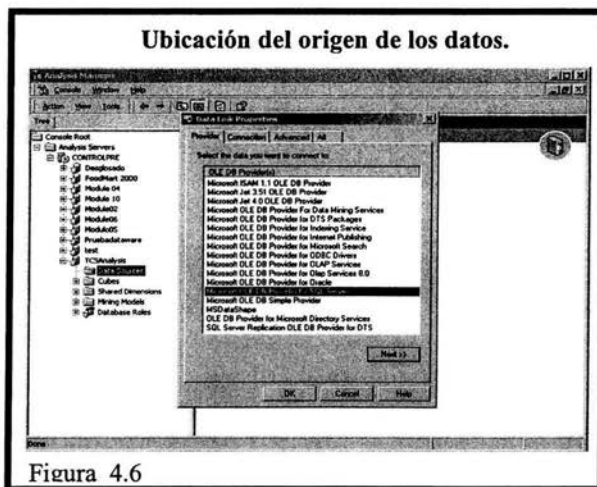 Ubicación del origen de los datos.
Analysis Manager
Console Window Help
Action View Tools
Tree
Console Root
Analysis Servers
CONTROLPRE
Desglosado
FoodMart 2000
Module 04
Module 10
Module02
Module06
Module05
Pruebadataware
test
TCSAnalysis
Data Sources
Cubes
Shared Dimensions
Mining Models
Database Roles
Data Link Properties
Provider Connection Advanced All
Select the data you want to connect to:
OLE DB Provider(s)
Microsoft ISAM 1.1 OLE DB Provider
Microsoft Jet 3.51 OLE DB Provider
Microsoft Jet 4.0 OLE DB Provider
Microsoft OLE DB Provider For Data Mining Services
Microsoft OLE DB Provider for DTS Packages
Microsoft OLE DB Provider for Indexing Service
Microsoft OLE DB Provider for Internet Publishing
Microsoft OLE DB Provider for Microsoft Search
Microsoft OLE DB Provider for ODBC Drivers
Microsoft OLE DB Provider for OLAP Services
Microsoft OLE DB Provider for Olap Services 8.0
Microsoft OLE DB Provider for Oracle
Microsoft OLE DB Provider for SQL Server
Microsoft OLE DB Simple Provider
MSDataShape
OLE DB Provider for Microsoft Directory Services
SQL Server Replication OLE DB Provider for DTS
Next >>
OK Cancel Help
Done
Figura 4.6